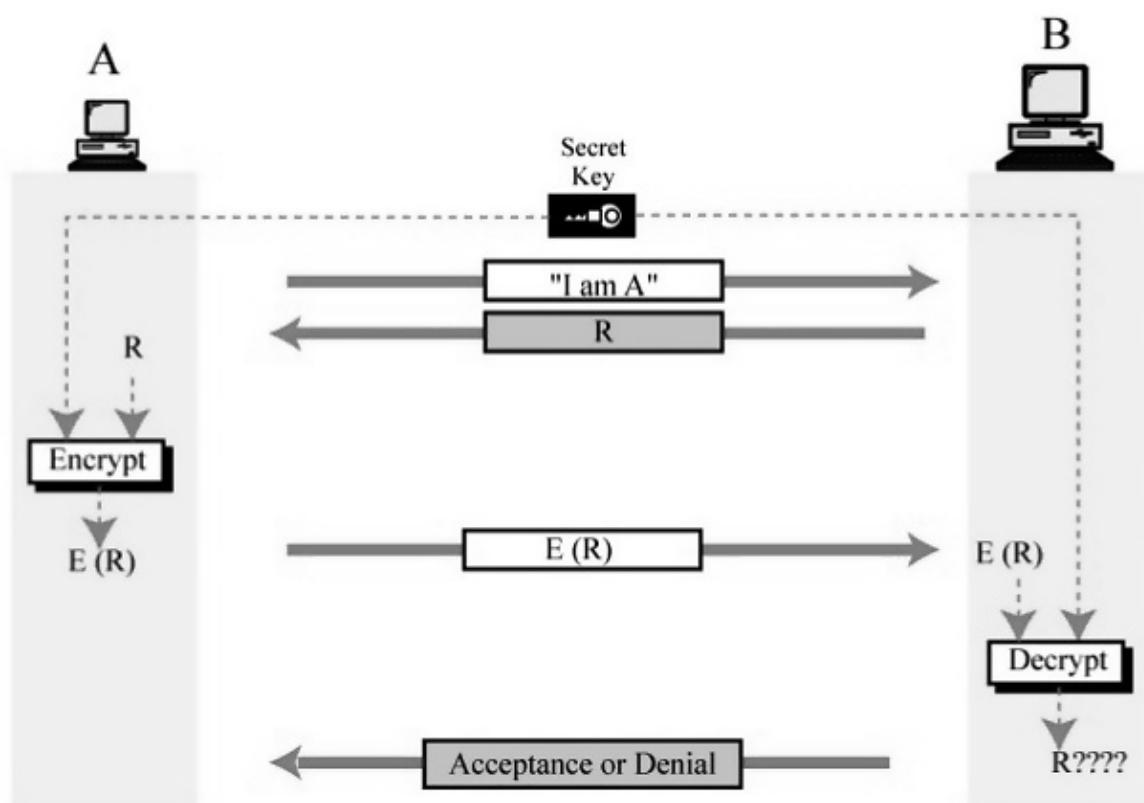 A
B
Secret
Key
"I am A"
R
R
Encrypt
E (R)
E (R)
E (R)
Decrypt
Acceptance or Denial
R????